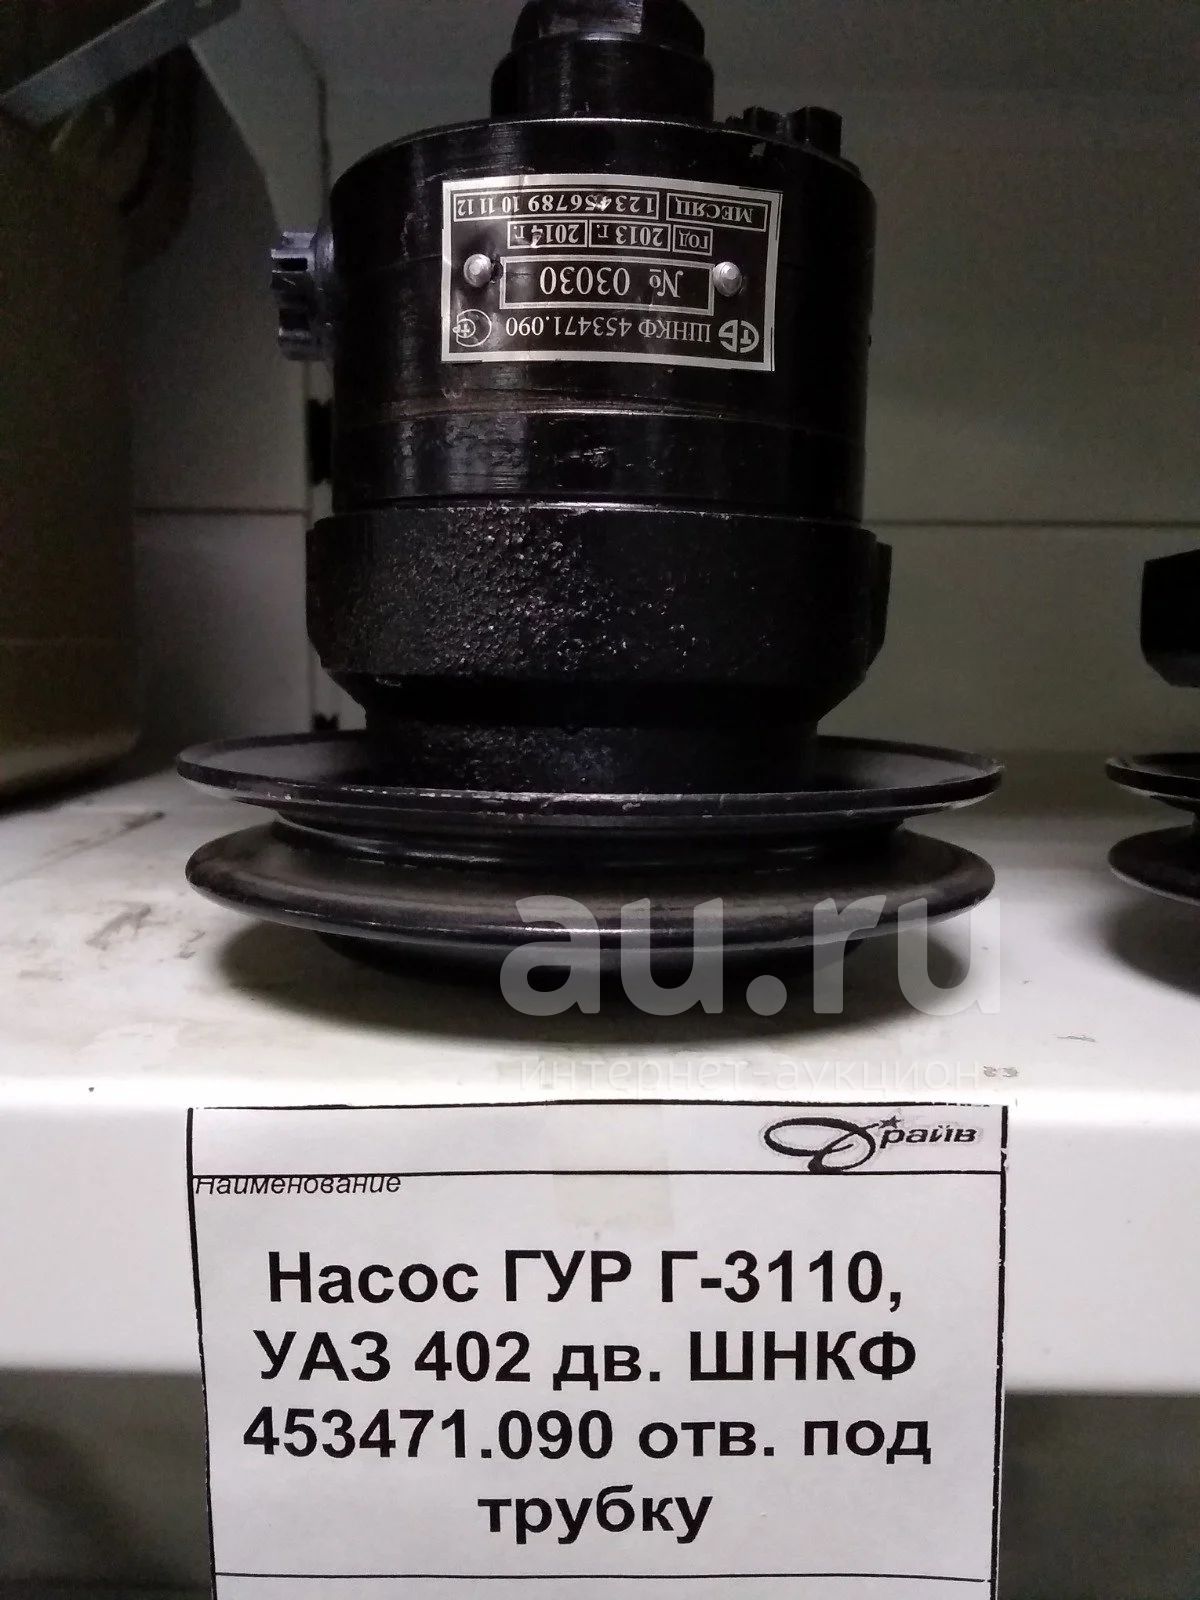 СТБ ШНКФ 453471.090
№ 03030
ГОД 2013 г. 2014 г.
МЕСЯЦ 1 2 3 4 5 6 7 8 9 10 11 12
au.ru
интернет-аукцион
Драйв
Наименование
Насос ГУР Г-3110,
УАЗ 402 дв. ШНКФ
453471.090 отв. под
трубку